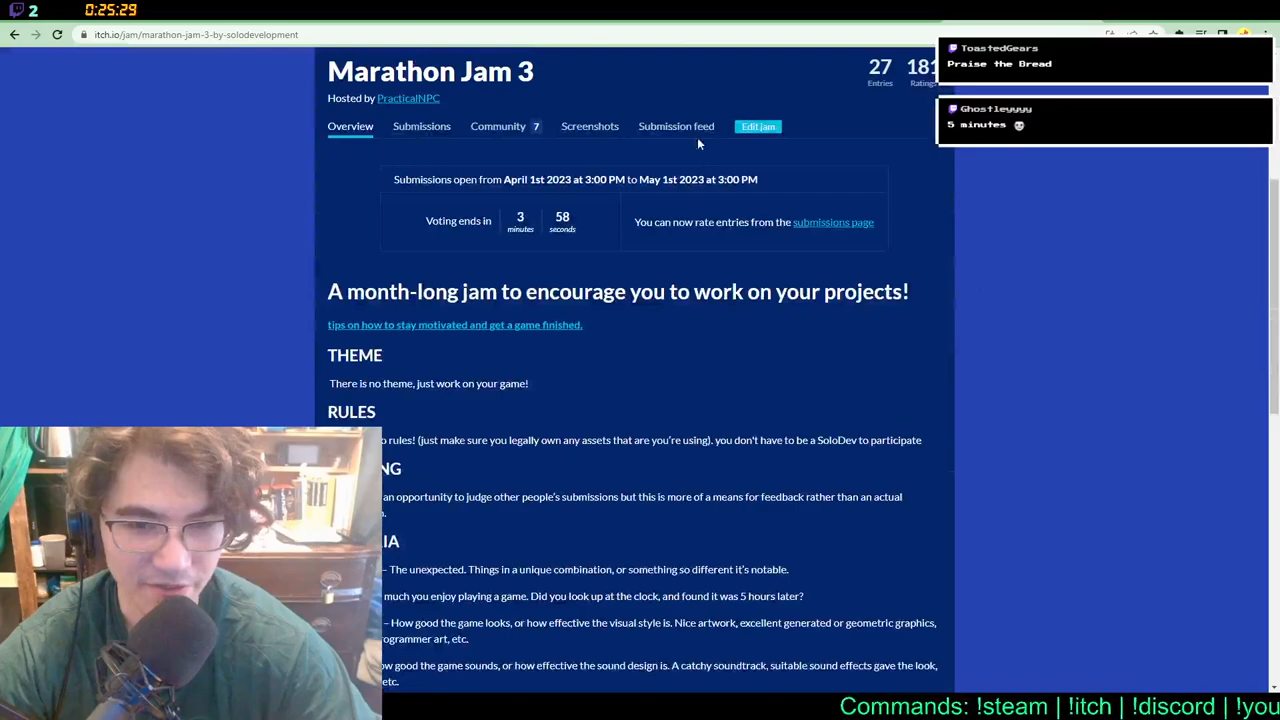 2
0:25:29
itch.io/jam/marathon-jam-3-by-solodevelopment
ToastedGears
Praise the Bread
Ghostleyyyy
5 minutes
Marathon Jam 3
27
Entries
181
Rating
Hosted by PracticalNPC
Overview
Submissions
Community 7
Screenshots
Submission feed
Edit jam
Submissions open from April 1st 2023 at 3:00 PM to May 1st 2023 at 3:00 PM
Voting ends in
3
minutes
58
seconds
You can now rate entries from the submissions page
A month-long jam to encourage you to work on your projects!
tips on how to stay motivated and get a game finished.
THEME
There is no theme, just work on your game!
RULES
o rules! (just make sure you legally own any assets that are you're using). you don't have to be a SoloDev to participate
NG
an opportunity to judge other people's submissions but this is more of a means for feedback rather than an actual
n.
IA
– The unexpected. Things in a unique combination, or something so different it's notable.
much you enjoy playing a game. Did you look up at the clock, and found it was 5 hours later?
– How good the game looks, or how effective the visual style is. Nice artwork, excellent generated or geometric graphics,
ogrammer art, etc.
ow good the game sounds, or how effective the sound design is. A catchy soundtrack, suitable sound effects gave the look,
etc.
Commands: !steam | !itch | !discord | !you